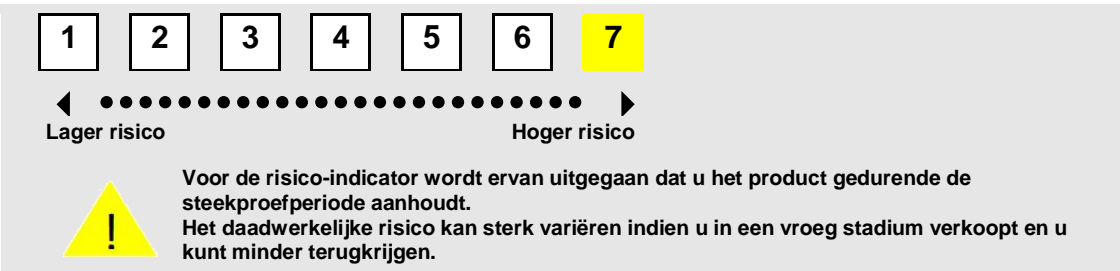 1 2 3 4 5 6 7
Lager risico Hoger risico
!
Voor de risico-indicator wordt ervan uitgegaan dat u het product gedurende de
steekproefperiode aanhoudt.
Het daadwerkelijke risico kan sterk variëren indien u in een vroeg stadium verkoopt en u
kunt minder terugkrijgen.